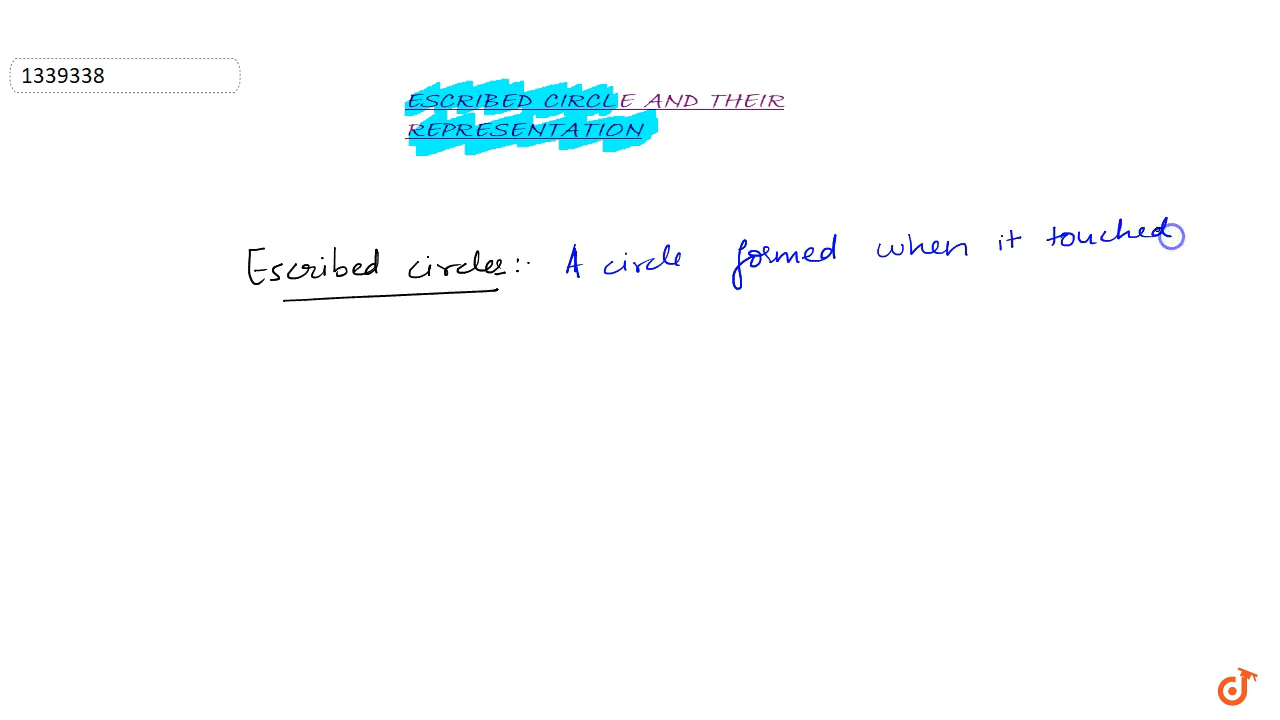 1339338
ESCRIBED CIRCLE AND THEIR
REPRESENTATION
Escribed circles:- A circle formed when it touched